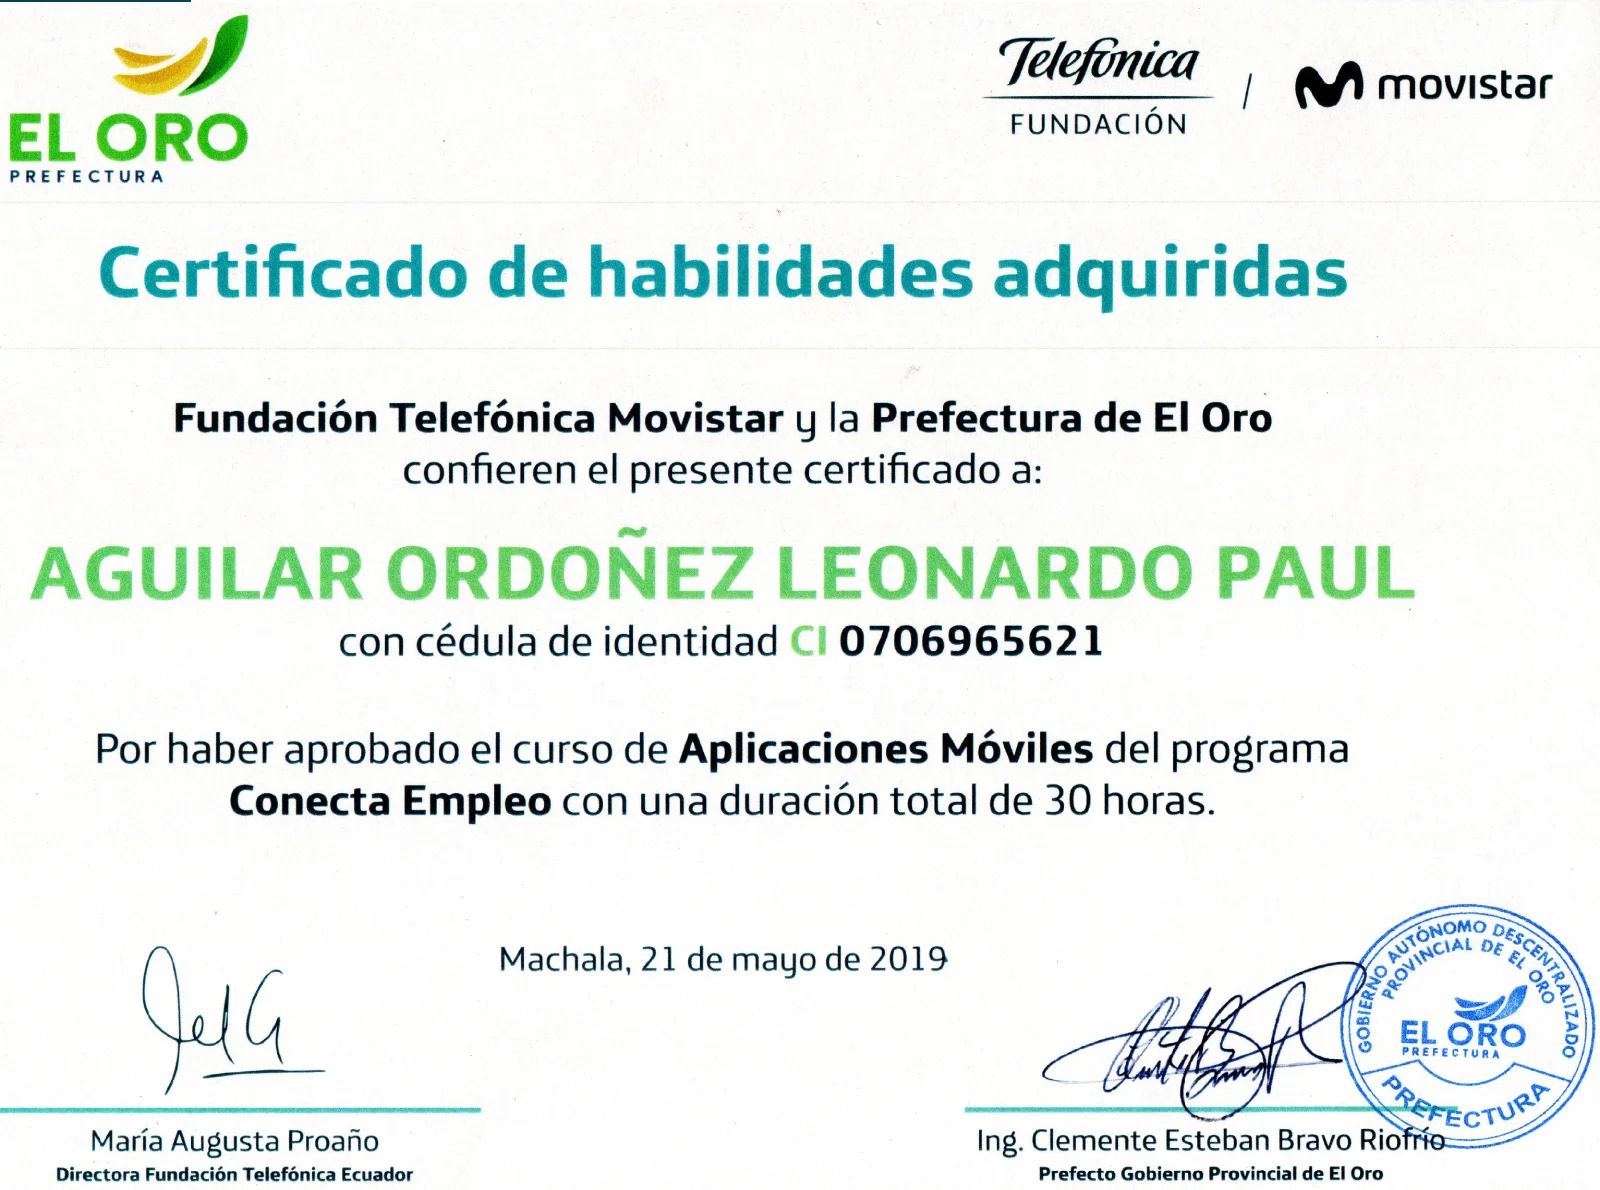 EL ORO
PREFECTURA
Telefónica
FUNDACIÓN
/
movistar
Certificado de habilidades adquiridas
Fundación Telefónica Movistar y la Prefectura de El Oro
confieren el presente certificado a:
AGUILAR ORDOÑEZ LEONARDO PAUL
con cédula de identidad CI 0706965621
Por haber aprobado el curso de Aplicaciones Móviles del programa
Conecta Empleo con una duración total de 30 horas.
Machala, 21 de mayo de 2019
GOBIERNO AUTÓNOMO DESCENTRALIZADO
PROVINCIAL DE EL ORO
EL ORO
PREFECTURA
PREFECTURA
María Augusta Proaño
Directora Fundación Telefónica Ecuador
Ing. Clemente Esteban Bravo Riofrío
Prefecto Gobierno Provincial de El Oro